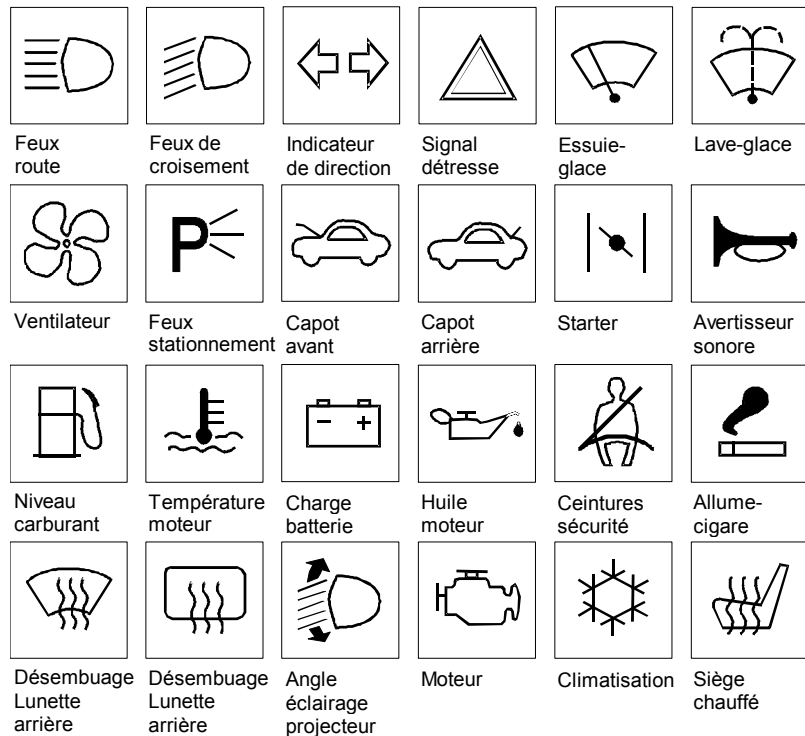 Feux
route
Feux de
croisement
Indicateur
de direction
Signal
détresse
Essuie-
glace
Lave-glace
Ventilateur
P
Feux
stationnement
Capot
avant
Capot
arrière
Starter
Avertisseur
sonore
Niveau
carburant
Température
moteur
- +
Charge
batterie
Huile
moteur
Ceintures
sécurité
Allume-
cigare
Désembuage
Lunette
arrière
Désembuage
Lunette
arrière
Angle
éclairage
projecteur
Moteur
Climatisation
Siège
chauffé